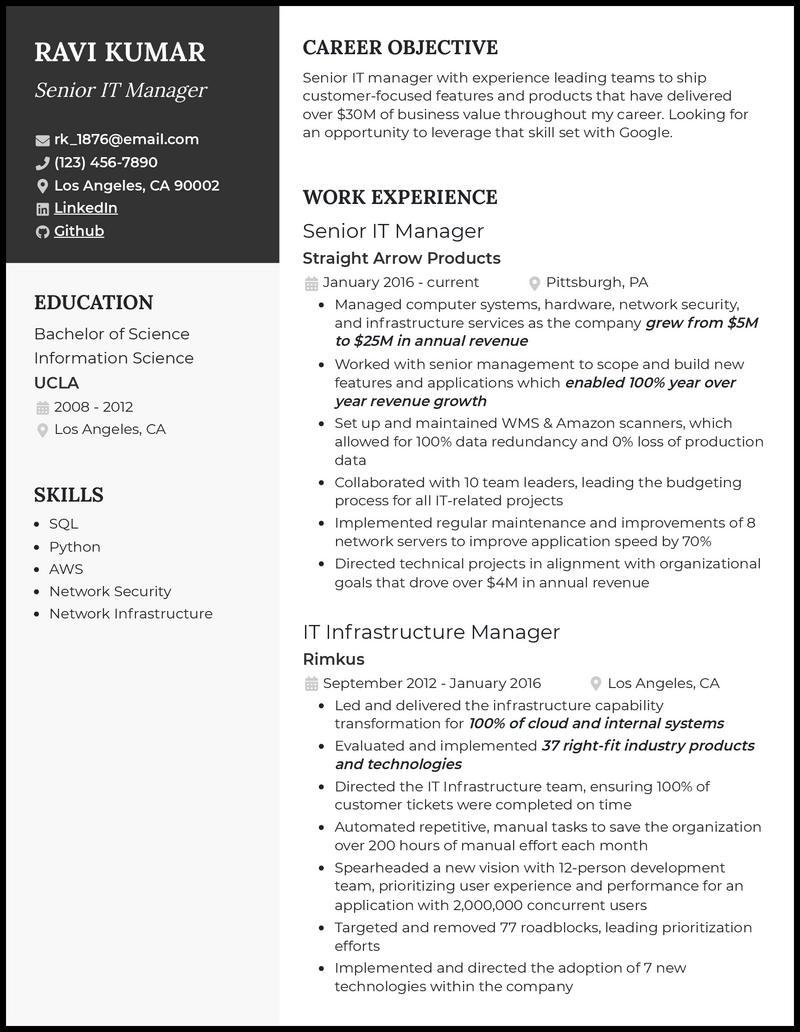 RAVI KUMAR
Senior IT Manager
rk_1876@email.com
(123) 456-7890
Los Angeles, CA 90002
LinkedIn
Github
EDUCATION
Bachelor of Science
Information Science
UCLA
2008 - 2012
Los Angeles, CA
SKILLS
• SQL
• Python
• AWS
• Network Security
• Network Infrastructure
CAREER OBJECTIVE
Senior IT manager with experience leading teams to ship
customer-focused features and products that have delivered
over $30M of business value throughout my career. Looking for
an opportunity to leverage that skill set with Google.
WORK EXPERIENCE
Senior IT Manager
Straight Arrow Products
January 2016 - current Pittsburgh, PA
• Managed computer systems, hardware, network security,
and infrastructure services as the company grew from $5M
to $25M in annual revenue
• Worked with senior management to scope and build new
features and applications which enabled 100% year over
year revenue growth
• Set up and maintained WMS & Amazon scanners, which
allowed for 100% data redundancy and 0% loss of production
data
• Collaborated with 10 team leaders, leading the budgeting
process for all IT-related projects
• Implemented regular maintenance and improvements of 8
network servers to improve application speed by 70%
• Directed technical projects in alignment with organizational
goals that drove over $4M in annual revenue
IT Infrastructure Manager
Rimkus
September 2012 - January 2016 Los Angeles, CA
• Led and delivered the infrastructure capability
transformation for 100% of cloud and internal systems
• Evaluated and implemented 37 right-fit industry products
and technologies
• Directed the IT Infrastructure team, ensuring 100% of
customer tickets were completed on time
• Automated repetitive, manual tasks to save the organization
over 200 hours of manual effort each month
• Spearheaded a new vision with 12-person development
team, prioritizing user experience and performance for an
application with 2,000,000 concurrent users
• Targeted and removed 77 roadblocks, leading prioritization
efforts
• Implemented and directed the adoption of 7 new
technologies within the company